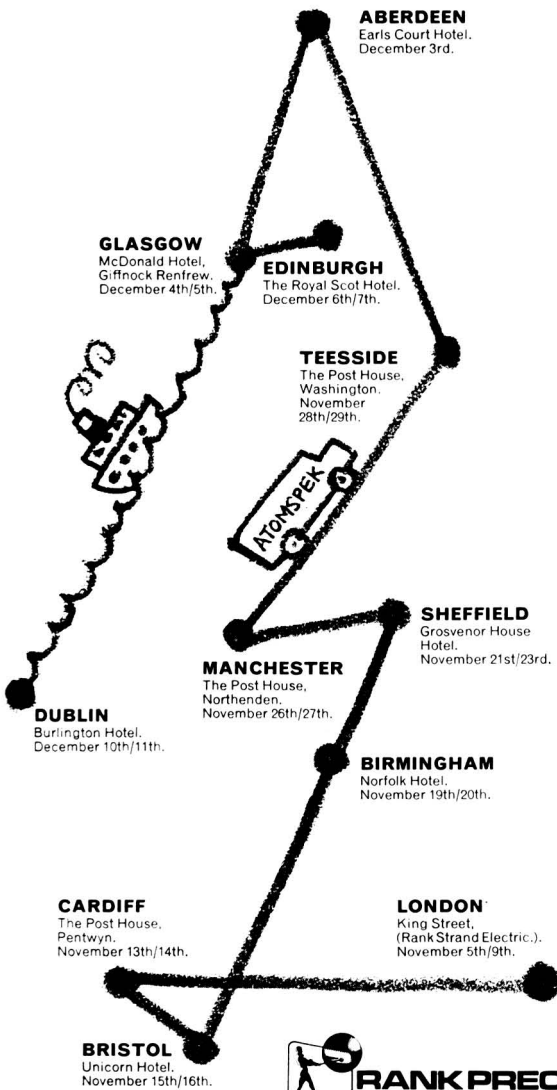 ABERDEEN
Earls Court Hotel.
December 3rd.
GLASGOW
McDonald Hotel,
Giffnock Renfrew.
December 4th/5th.
EDINBURGH
The Royal Scot Hotel.
December 6th/7th.
TEESSIDE
The Post House,
Washington.
November
28th/29th.
ATOMSPEK
SHEFFIELD
Grosvenor House
Hotel.
November 21st/23rd.
MANCHESTER
The Post House,
Northenden.
November 26th/27th.
DUBLIN
Burlington Hotel.
December 10th/11th.
BIRMINGHAM
Norfolk Hotel.
November 19th/20th.
CARDIFF
The Post House,
Pentwyn.
November 13th/14th.
LONDON
King Street,
(Rank Strand Electric.).
November 5th/9th.
BRISTOL
Unicorn Hotel.
November 15th/16th.
RANK PREC